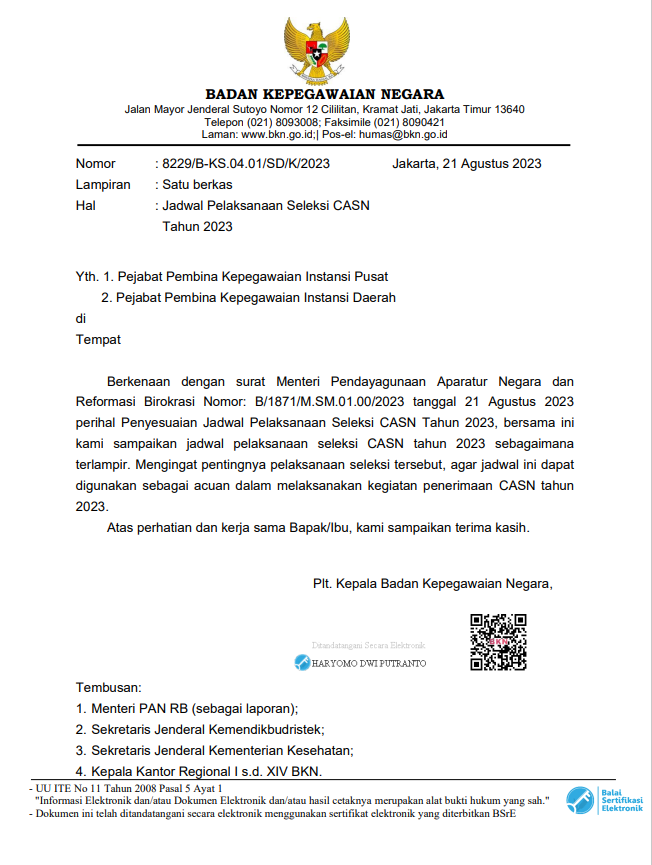 BADAN KEPEGAWAIAN NEGARA
Jalan Mayor Jenderal Sutoyo Nomor 12 Cililitan, Kramat Jati, Jakarta Timur 13640
Telepon (021) 8093008; Faksimile (021) 8090421
Laman: www.bkn.go.id;| Pos-el: humas@bkn.go.id
Nomor : 8229/B-KS.04.01/SD/K/2023 Jakarta, 21 Agustus 2023
Lampiran : Satu berkas
Hal : Jadwal Pelaksanaan Seleksi CASN
Tahun 2023
Yth. 1. Pejabat Pembina Kepegawaian Instansi Pusat
2. Pejabat Pembina Kepegawaian Instansi Daerah
di
Tempat
Berkenaan dengan surat Menteri Pendayagunaan Aparatur Negara dan
Reformasi Birokrasi Nomor: B/1871/M.SM.01.00/2023 tanggal 21 Agustus 2023
perihal Penyesuaian Jadwal Pelaksanaan Seleksi CASN Tahun 2023, bersama ini
kami sampaikan jadwal pelaksanaan seleksi CASN tahun 2023 sebagaimana
terlampir. Mengingat pentingnya pelaksanaan seleksi tersebut, agar jadwal ini dapat
digunakan sebagai acuan dalam melaksanakan kegiatan penerimaan CASN tahun
2023.
Atas perhatian dan kerja sama Bapak/Ibu, kami sampaikan terima kasih.
Plt. Kepala Badan Kepegawaian Negara,
Ditandatangani Secara Elektronik
HARYOMO DWI PUTRANTO
BKN
Tembusan:
1. Menteri PAN RB (sebagai laporan);
2. Sekretaris Jenderal Kemendikbudristek;
3. Sekretaris Jenderal Kementerian Kesehatan;
4. Kepala Kantor Regional I s.d. XIV BKN.
- UU ITE No 11 Tahun 2008 Pasal 5 Ayat 1
"Informasi Elektronik dan/atau Dokumen Elektronik dan/atau hasil cetaknya merupakan alat bukti hukum yang sah."
- Dokumen ini telah ditandatangani secara elektronik menggunakan sertifikat elektronik yang diterbitkan BSrE
Balai
Sertifikasi
Elektronik